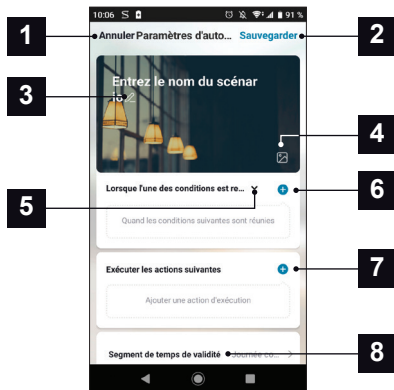 10:06 S 91 %
1
Annuler Paramètres d'auto... Sauvegarder
2
3
Entrez le nom du scénar
io
4
5
Lorsque l'une des conditions est re...
6
Quand les conditions suivantes sont réunies
Exécuter les actions suivantes
7
Ajouter une action d'exécution
Segment de temps de validité Journée co...
8